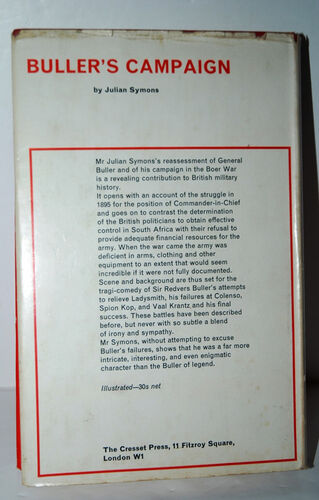 BULLER'S CAMPAIGN
by Julian Symons
Mr Julian Symons's reassessment of General
Buller and of his campaign in the Boer War
is a revealing contribution to British military
history.
It opens with an account of the struggle in
1895 for the position of Commander-in-Chief
and goes on to contrast the determination
of the British politicians to obtain effective
control in South Africa with their refusal to
provide adequate financial resources for the
army. When the war came the army was
deficient in arms, clothing and other
equipment to an extent that would seem
incredible if it were not fully documented.
Scene and background are thus set for the
tragi-comedy of Sir Redvers Buller's attempts
to relieve Ladysmith, his failures at Colenso,
Spion Kop, and Vaal Krantz, and his final
success. These battles have been described
before, but never with so subtle a blend
of irony and sympathy.
Mr Symons, without attempting to excuse
Buller's failures, shows that he was a far more
intricate, interesting, and even enigmatic
character than the Buller of legend.
Illustrated—30s net
The Cresset Press, 11 Fitzroy Square,
London W1